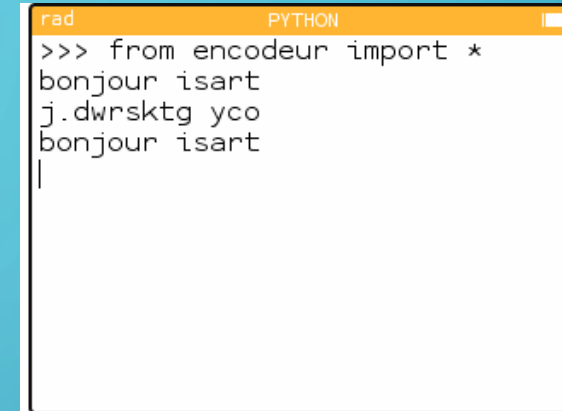 rad PYTHON
>>> from encodeur import *
bonjour isart
j.dwrsktg yco
bonjour isart